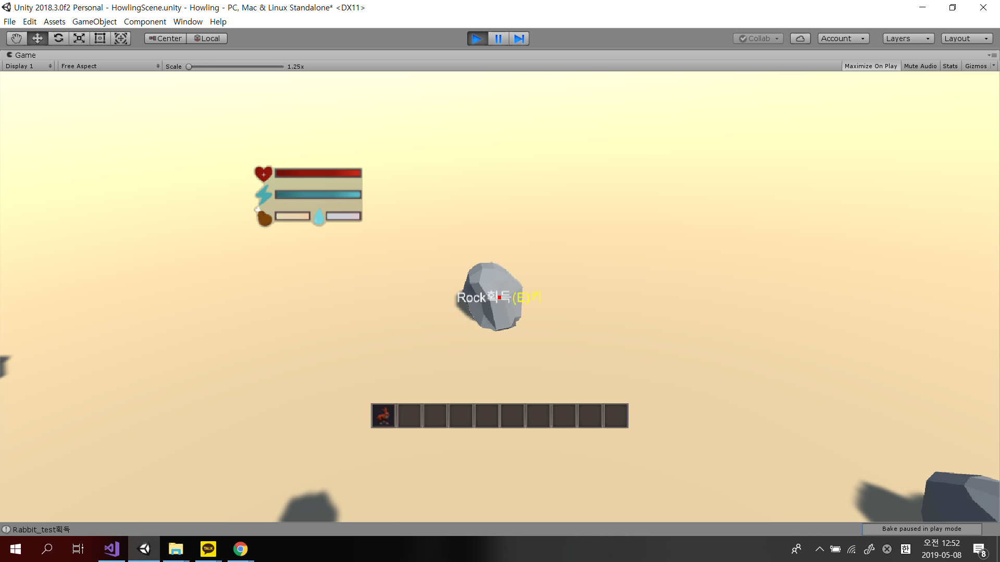 Unity 2018.3.0f2 Personal - HowlingScene.unity - Howling - PC, Mac & Linux Standalone* <DX11>
File Edit Assets GameObject Component Window Help
Center Local Collab Account Layers Layout
Game
Display 1 Free Aspect Scale 1.25x Maximize On Play Mute Audio Stats Gizmos
Rock획득(E)키
Rabbit_test획득
Bake paused in play mode
TALK
한
오전 12:52
2019-05-08
8